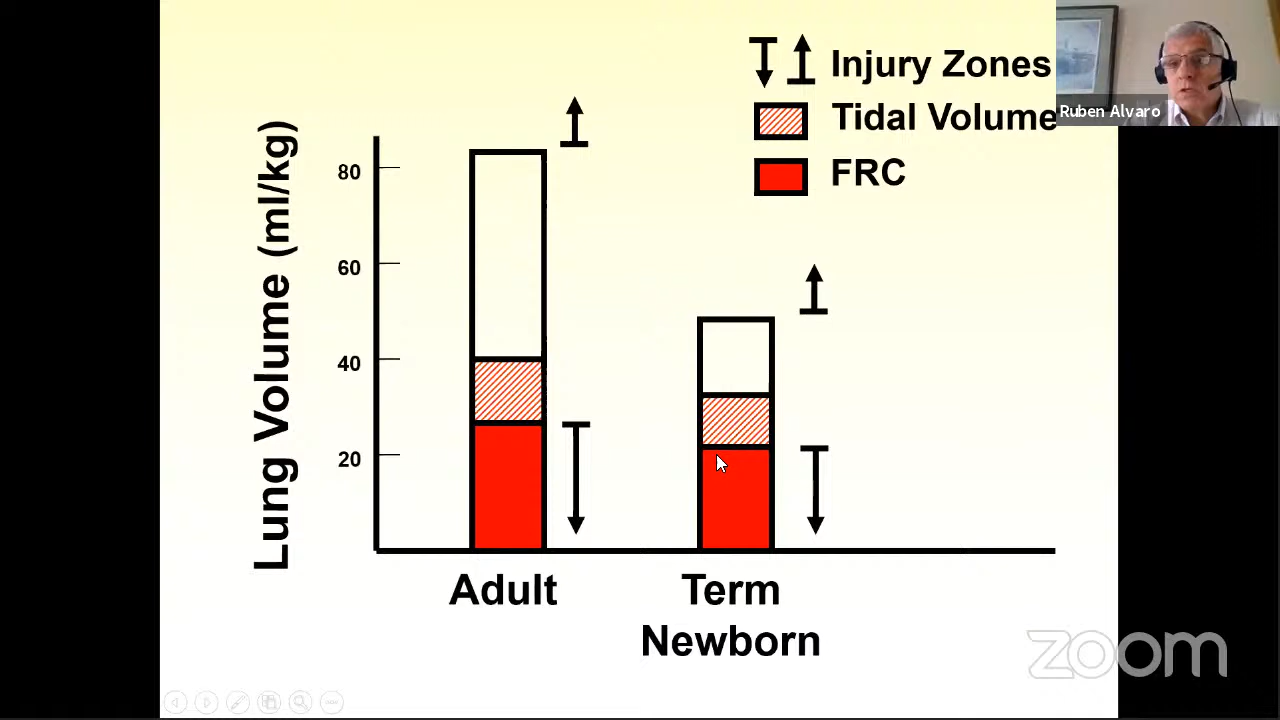 Injury Zones
Tidal Volume
FRC
Ruben Alvaro
Lung Volume (ml/kg)
80
60
40
20
Adult
Term
Newborn
zoom